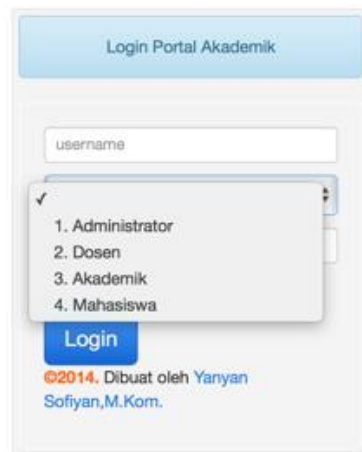 Login Portal Akademik
username
1. Administrator
2. Dosen
3. Akademik
4. Mahasiswa
Login
©2014. Dibuat oleh Yanyan
Sofiyan,M.Kom.